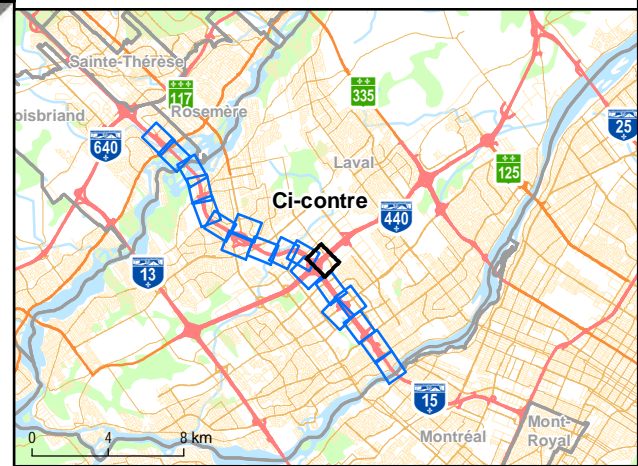 Sainte-Thérèse
117
335
oisbriand
Rosemère
25
640
Laval
125
Ci-contre
440
13
15
Mont-
Royal
Montréal
0 4 8 km